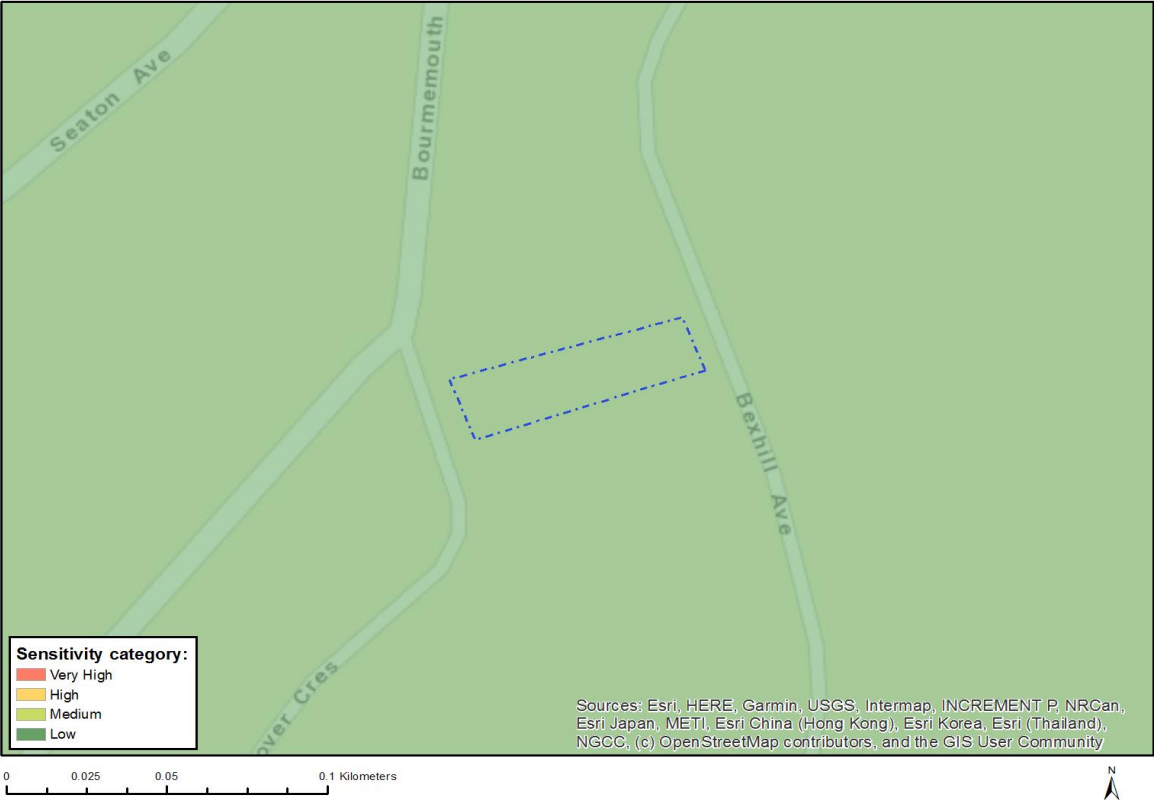 Seaton Ave
Bourmemouth
Bexhill Ave
over Cres
Sensitivity category:
Very High
High
Medium
Low
Sources: Esri, HERE, Garmin, USGS, Intermap, INCREMENT P, NRCan,
Esri Japan, METI, Esri China (Hong Kong), Esri Korea, Esri (Thailand),
NGCC, (c) OpenStreetMap contributors, and the GIS User Community
0 0.025 0.05 0.1 Kilometers
N